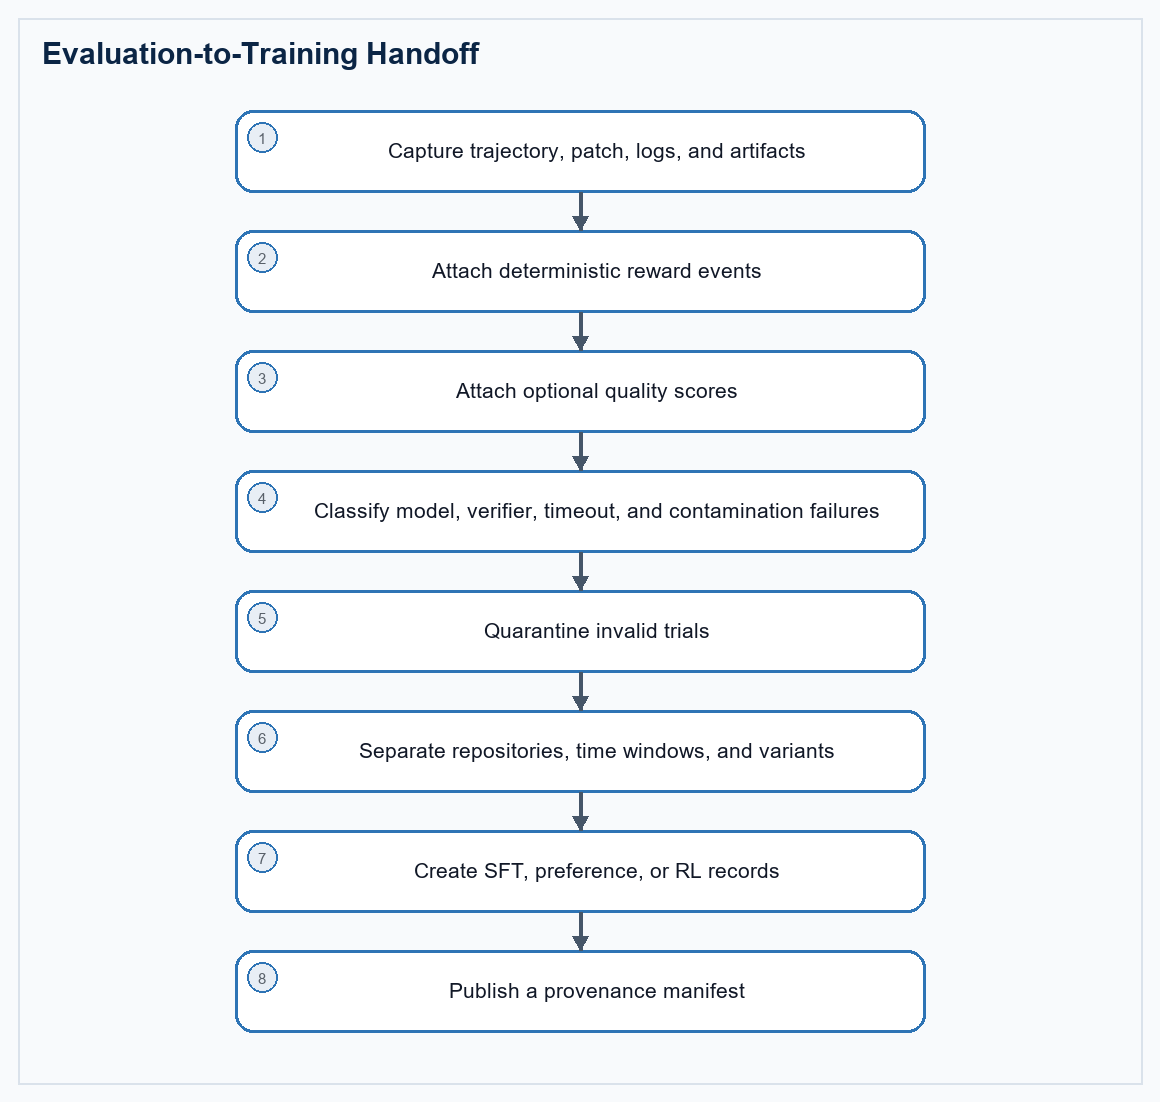 Evaluation-to-Training Handoff
1
Capture trajectory, patch, logs, and artifacts
2
Attach deterministic reward events
3
Attach optional quality scores
4
Classify model, verifier, timeout, and contamination failures
5
Quarantine invalid trials
6
Separate repositories, time windows, and variants
7
Create SFT, preference, or RL records
8
Publish a provenance manifest